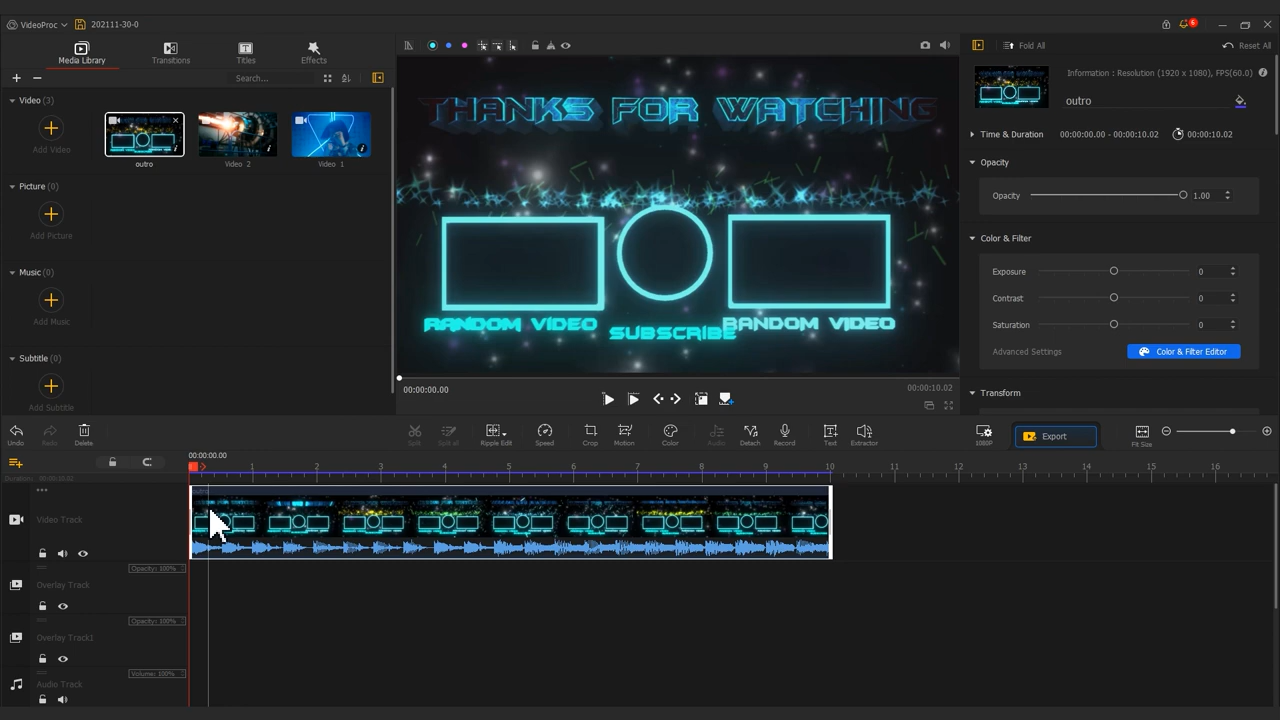 VideoProc 202111-30-0 6
Media Library Transitions Titles Effects
Search...
Video (3)
Add Video outro Video 2 Video 1
Picture (0)
Add Picture
Music (0)
Add Music
Subtitle (0)
Add Subtitle
THANKS FOR WATCHING
RANDOM VIDEO SUBSCRIBE RANDOM VIDEO
00:00:00.00 00:00:10.02
Fold All Reset All
Information : Resolution (1920 x 1080), FPS(60.0)
outro
Time & Duration 00:00:00.00 - 00:00:10.02 00:00:10.02
Opacity
Opacity 1.00
Color & Filter
Exposure 0
Contrast 0
Saturation 0
Advanced Settings Color & Filter Editor
Transform
Undo Redo Delete Split Split all Ripple Edit Speed Crop Motion Color Audio Detach Record Text Extractor 1080P Export Fit Size
00:00:00.00
1 2 3 4 5 6 7 8 9 10 11 12 13 14 15 16
Duration: 00:00:10.02
Video Track
Opacity: 100%
Overlay Track
Opacity: 100%
Overlay Track1
Volume: 100%
Audio Track